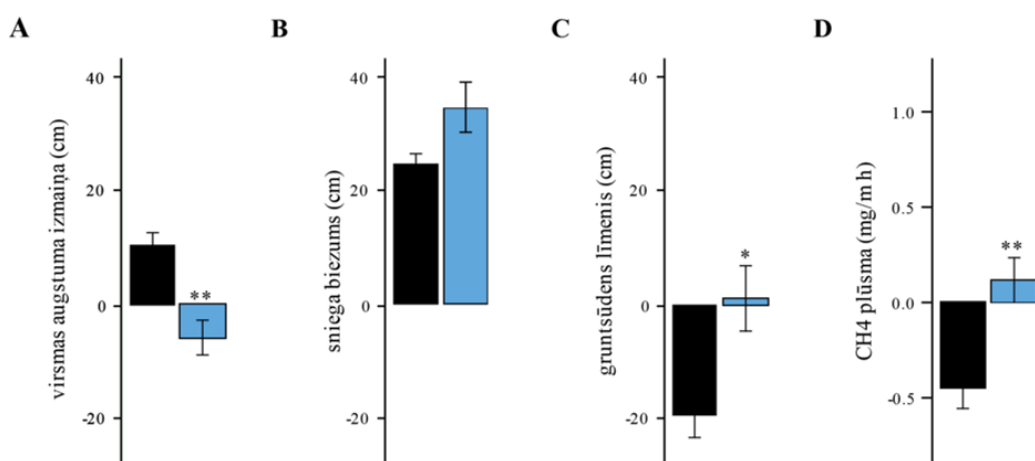 A
B
C
D
virsmas augstuma izmaiņa (cm)
40
20
0
-20
**
sniega biezums (cm)
40
20
0
-20
gruntsūdens līmenis (cm)
40
20
0
-20
*
CH4 plūsma (mg/m h)
1.0
0.5
0.0
-0.5
**